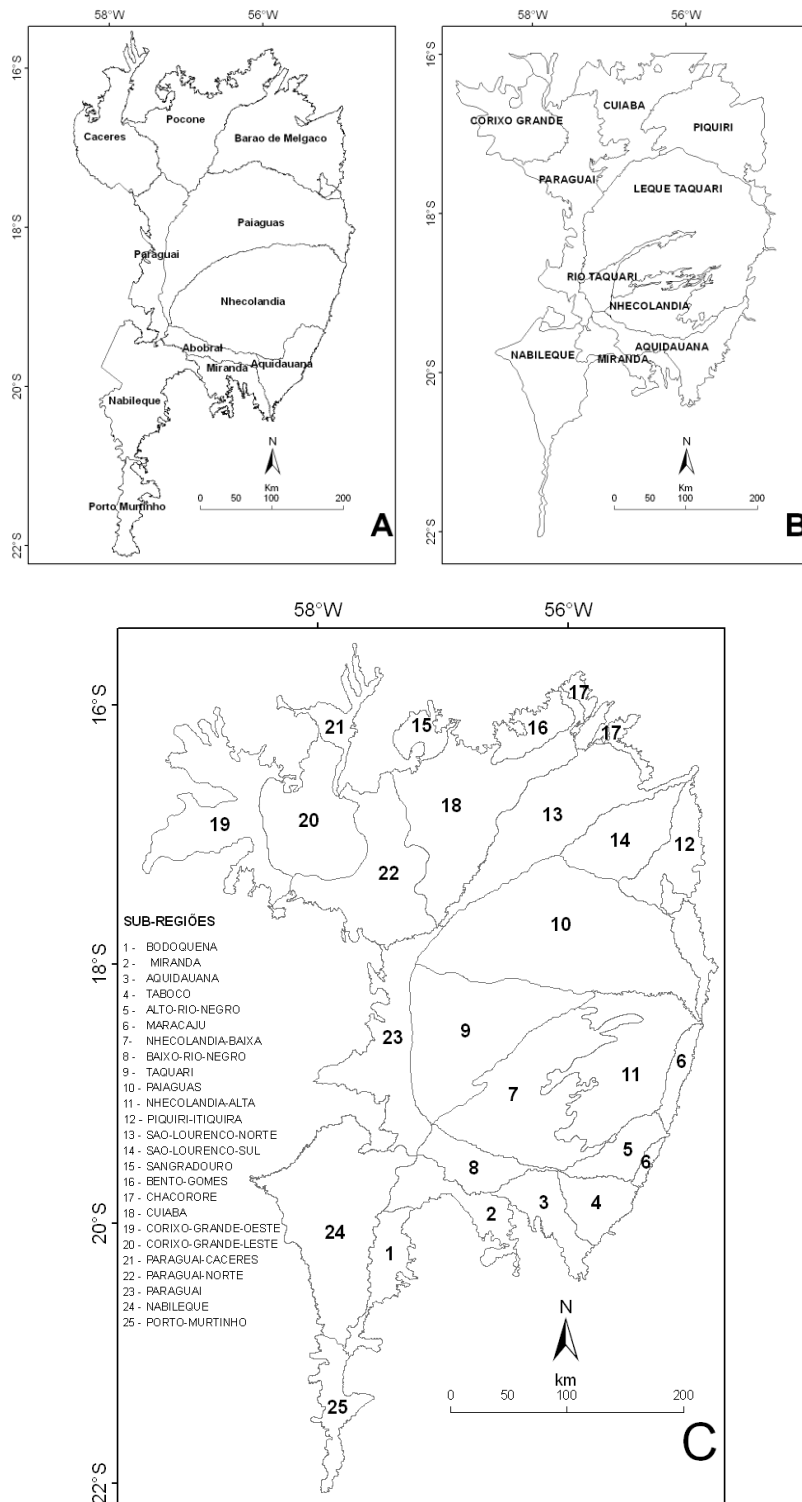 58°W 56°W
16°S
18°S
20°S
22°S
Caceres
Pocone
Barao de Melgaco
Paiaguas
Paraguai
Nhecolandia
Abobral
Aquidauana
Miranda
Nabileque
Porto Murtinho
N
Km
0 50 100 200
A
58°W 56°W
16°S
18°S
20°S
22°S
CUIABA
CORIXO GRANDE
PIQUIRI
PARAGUAI
LEQUE TAQUARI
RIO TAQUARI
NHECOLANDIA
AQUIDAUANA
NABILEQUE
MIRANDA
N
Km
0 50 100 200
B
58°W 56°W
16°S
18°S
20°S
22°S
17
21
15
16
17
19
20
18
13
14
12
22
10
23
9
7
11
6
5
6
8
2
3
4
24
1
25
SUB-REGIÕES
1 - BODOQUENA
2 - MIRANDA
3 - AQUIDAUANA
4 - TABOCO
5 - ALTO-RIO-NEGRO
6 - MARACAJU
7- NHECOLANDIA-BAIXA
8 - BAIXO-RIO-NEGRO
9 - TAQUARI
10 - PAIAGUAS
11 - NHECOLANDIA-ALTA
12 - PIQUIRI-ITIQUIRA
13 - SAO-LOURENCO-NORTE
14 - SAO-LOURENCO-SUL
15 - SANGRADOURO
16 - BENTO-GOMES
17 - CHACORORE
18 - CUIABA
19 - CORIXO-GRANDE-OESTE
20 - CORIXO-GRANDE-LESTE
21 - PARAGUAI-CACERES
22 - PARAGUAI-NORTE
23 - PARAGUAI
24 - NABILEQUE
25 - PORTO-MURTINHO
N
km
0 50 100 200
C